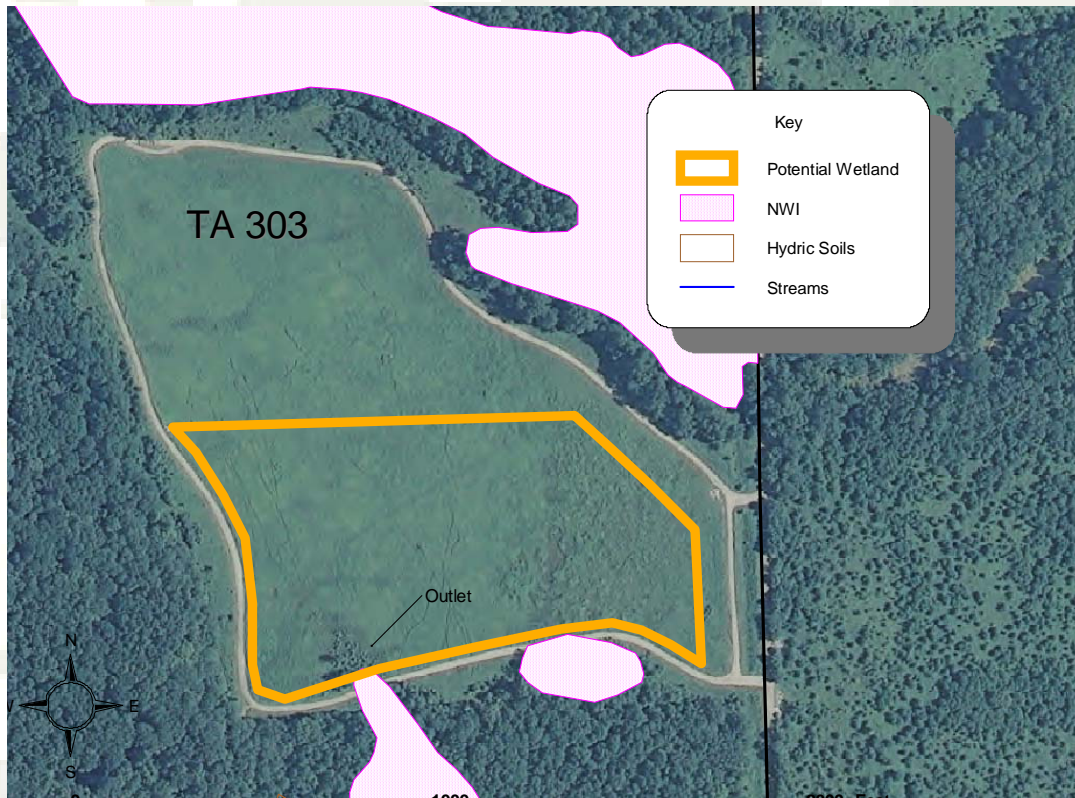 Key
Potential Wetland
NWI
Hydric Soils
Streams
TA 303
Outlet
N
E
S